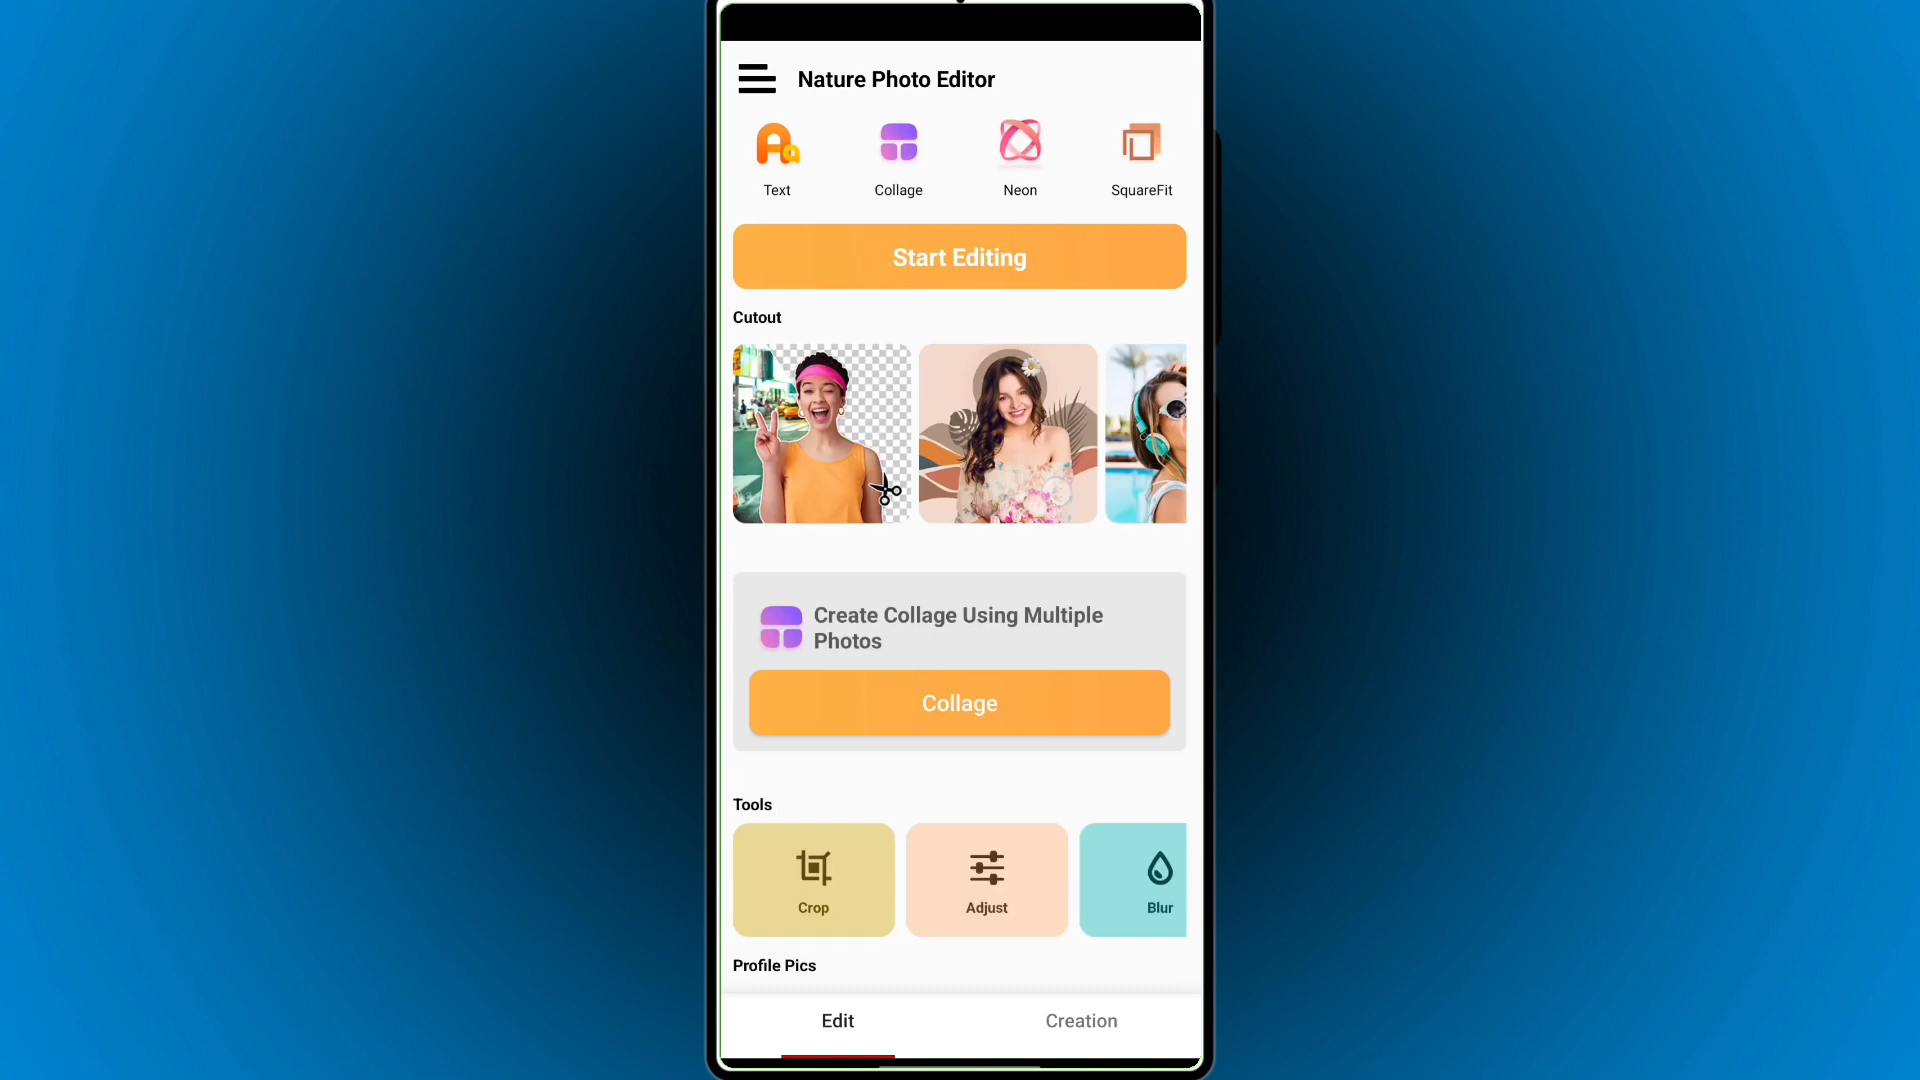 Nature Photo Editor
Text
Collage
Neon
SquareFit
Start Editing
Cutout
Create Collage Using Multiple
Photos
Collage
Tools
Crop
Adjust
Blur
Profile Pics
Edit
Creation